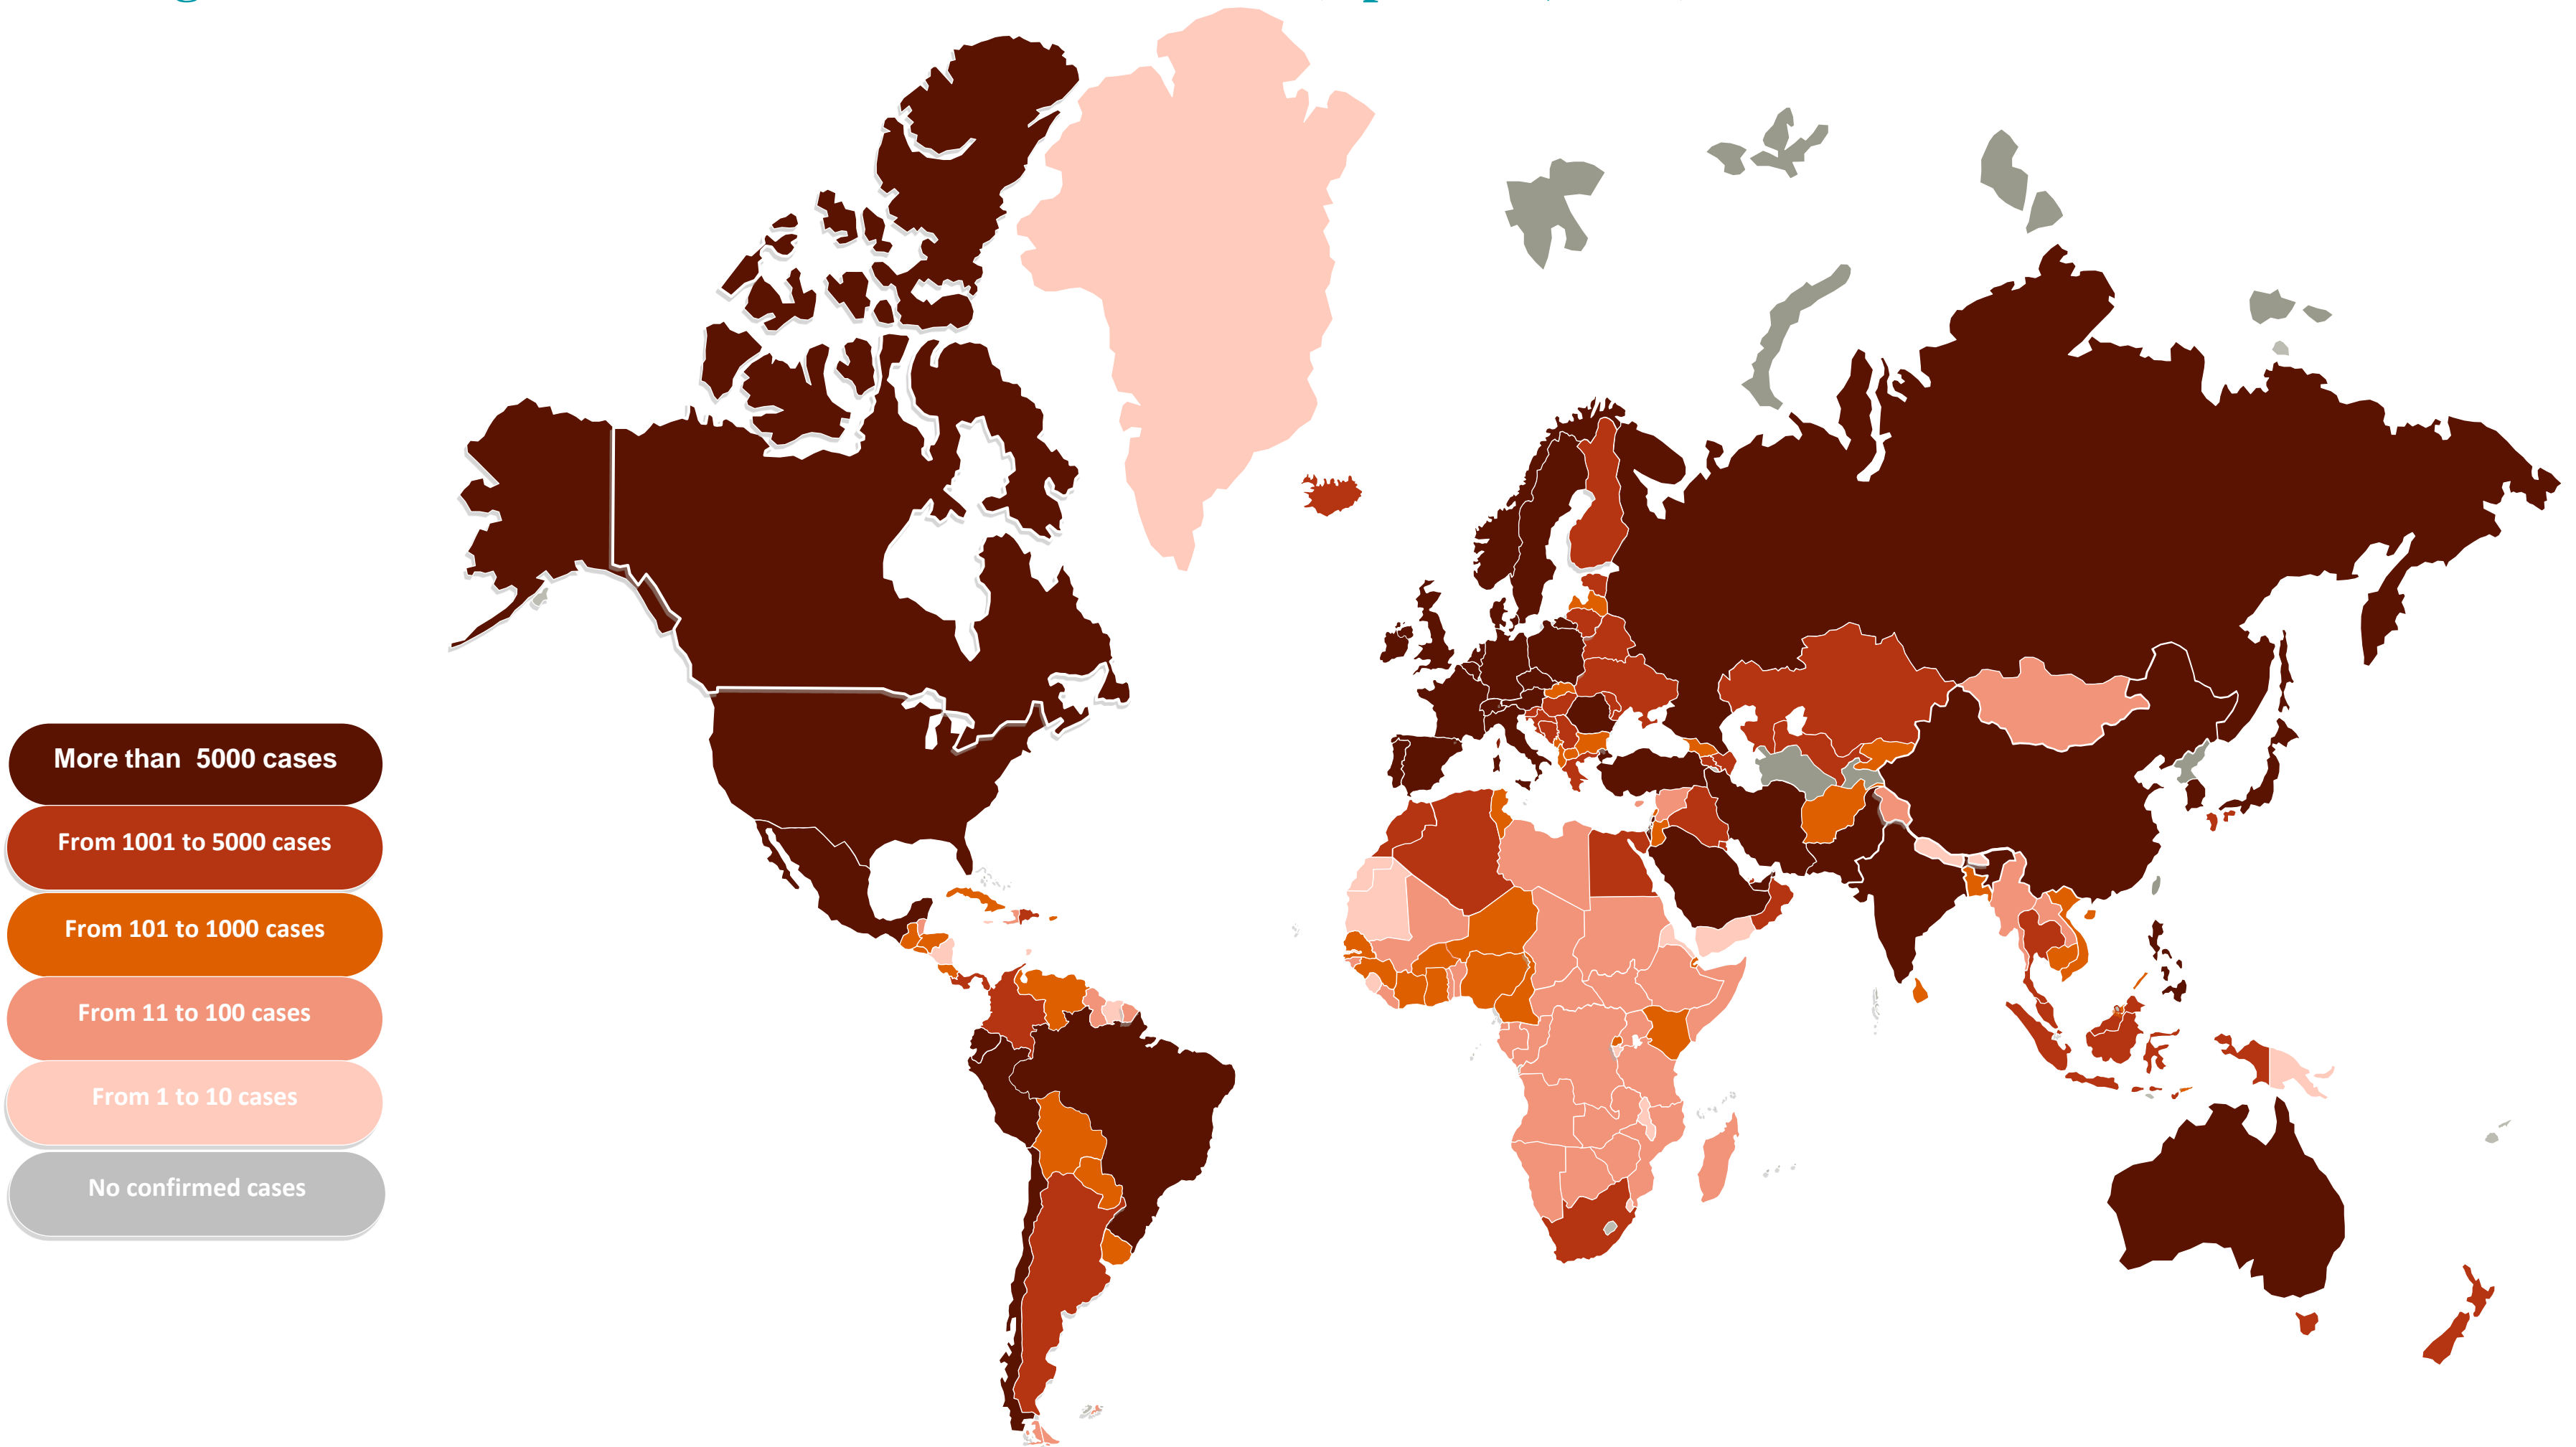 More than  5000 cases
From 1001 to 5000 cases
From 101 to 1000 cases
From 11 to 100 cases
From 1 to 10 cases
No confirmed cases